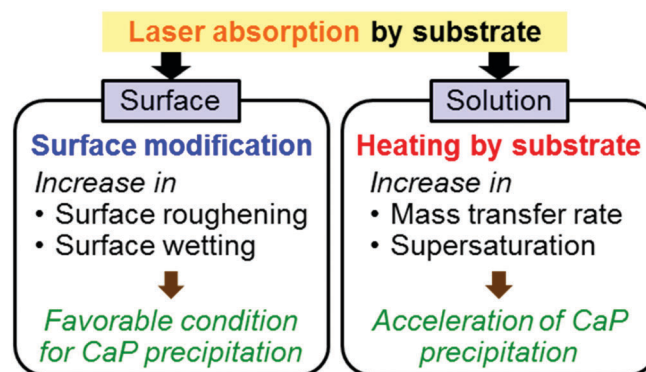 Laser absorption by substrate
Surface
Surface modification
Increase in
• Surface roughening
• Surface wetting
Favorable condition
for CaP precipitation
Solution
Heating by substrate
Increase in
• Mass transfer rate
• Supersaturation
Acceleration of CaP
precipitation